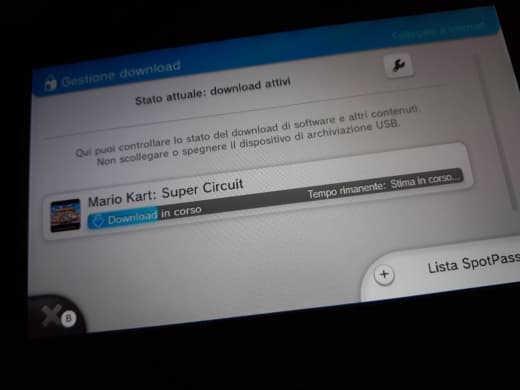 Gestione download
Collegato a Internet
Stato attuale: download attivi
Qui puoi controllare lo stato del download di software e altri contenuti.
Non scollegare o spegnere il dispositivo di archiviazione USB.
Mario Kart: Super Circuit
Download in corso
Tempo rimanente: Stima in corso...
Lista SpotPass
B